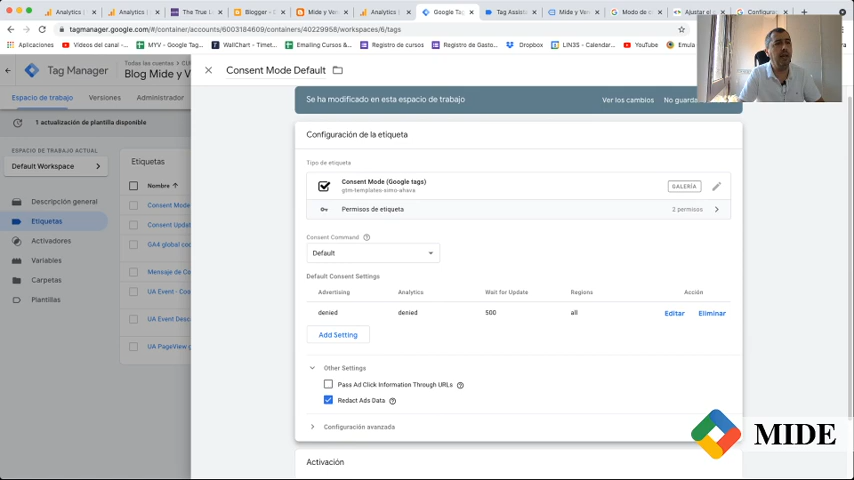 Analytics
Analytics
The True L
Blogger - S
Mide y Ve
Analytics
Google Ta
Tag Assist
Mide y Ve
Modo de s
Ajustar el
Configura
tagmanager.google.com/#/container/accounts/6003184609/containers/40229958/workspaces/6/tags
Aplicaciones
Vídeos del canal -...
MYV - Google Tag...
WallChart - Timet...
Emailing Cursos &...
Registro de cursos
Registro de Gasto...
Dropbox
LIN3S - Calendar...
YouTube
Emula
Tag Manager
Todas las cuentas > CU
Blog Mide y V
Consent Mode Default
Espacio de trabajo
Versiones
Administrador
Se ha modificado en esta espacio de trabajo
Ver los cambios
No guarda
1 actualización de plantilla disponible
ESPACIO DE TRABAJO ACTUAL
Default Workspace
Descripción general
Etiquetas
Activadores
Variables
Carpetas
Plantillas
Etiquetas
Nombre
Consent Mode
Consent Updat
GA4 global coo
Mensaje de Co
UA Event - Coo
UA Event Desc
UA PageView g
Configuración de la etiqueta
Tipo de etiqueta
Consent Mode (Google tags)
gtm-templates-simo-ahava
GALERÍA
Permisos de etiqueta
2 permisos
Consent Command
Default
Default Consent Settings
Advertising
Analytics
Wait for Update
Regions
Acción
denied
denied
500
all
Editar
Eliminar
Add Setting
Other Settings
Pass Ad Click Information Through URLs
Redact Ads Data
Configuración avanzada
Activación
MIDE